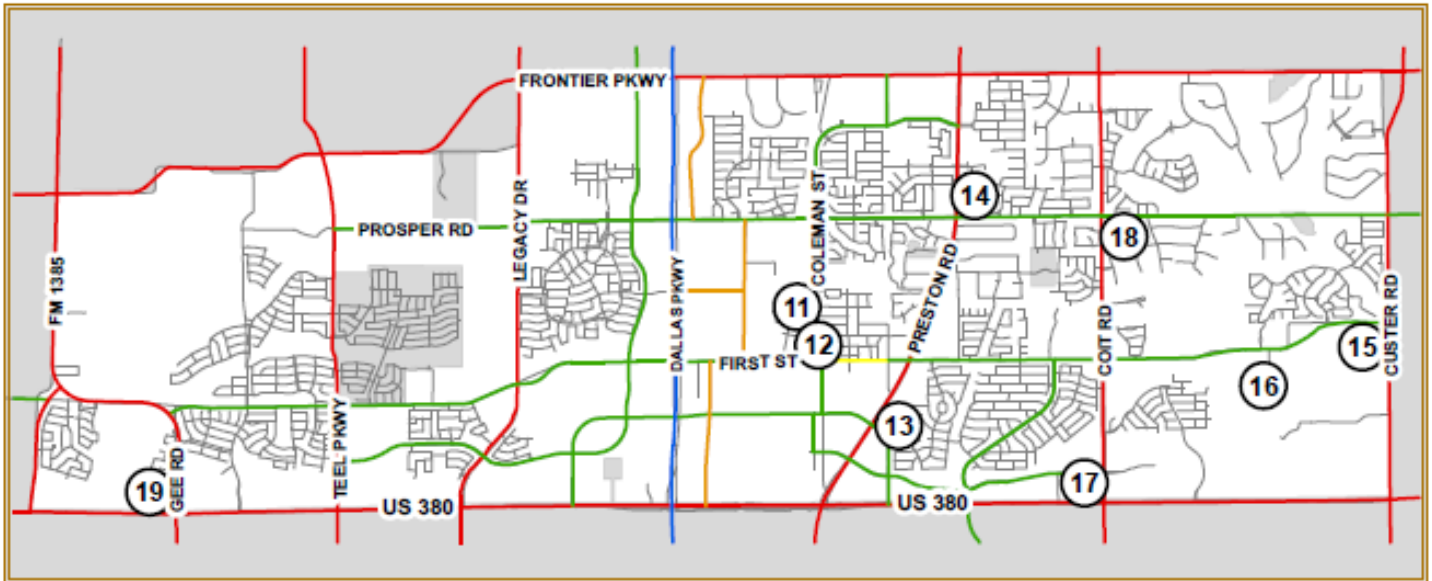 FRONTIER PKWY
14
COLEMAN ST
LEGACY DR
PROSPER RD
18
FM 1385
DALLAS PKWY
PRESTON RD
11
12
COIT RD
CUSTER RD
15
FIRST ST
16
TEEL PKWY
13
GEE RD
19
17
US 380
US 380